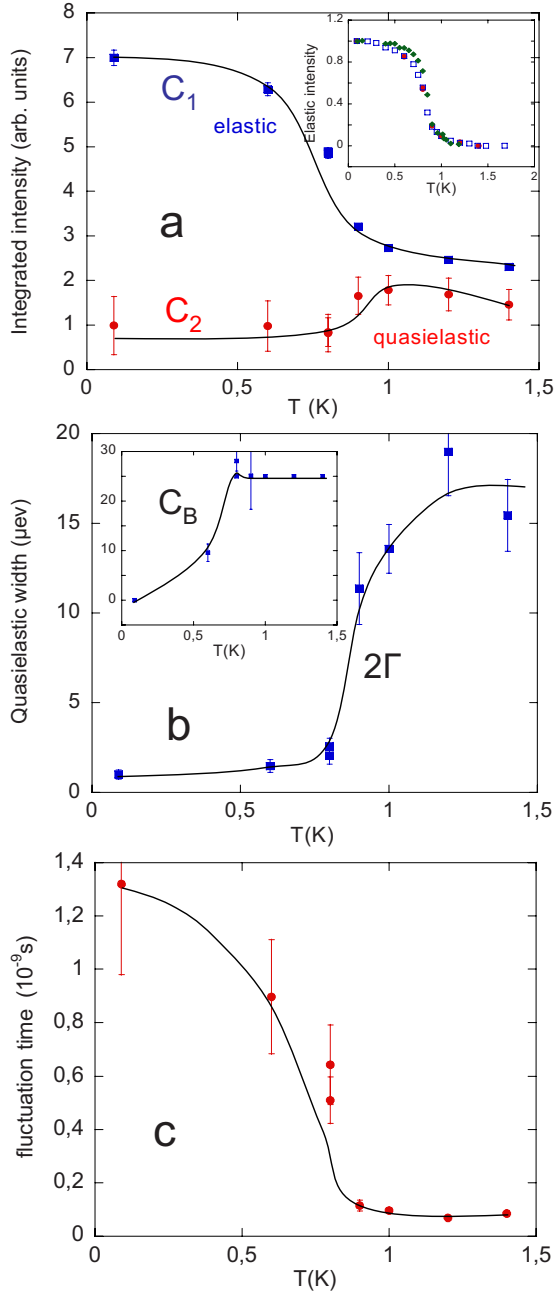 7
6
5
4
3
2
1
0
Integrated intensity (arb. units)
C1
elastic
a
C2
quasielastic
0
0,5
1
1,5
T (K)
1.2
0.8
0.4
0
Elastic intensity
0
0.5
1
1.5
2
T(K)
20
15
10
5
0
Quasielastic width (μev)
30
20
10
0
CB
0
0,5
1
1,5
T(K)
2Γ
b
0
0,5
1
1,5
T(K)
1,4
1,2
1
0,8
0,6
0,4
0,2
0
fluctuation time (10-9s)
c
0
0,5
1
1,5
T (K)